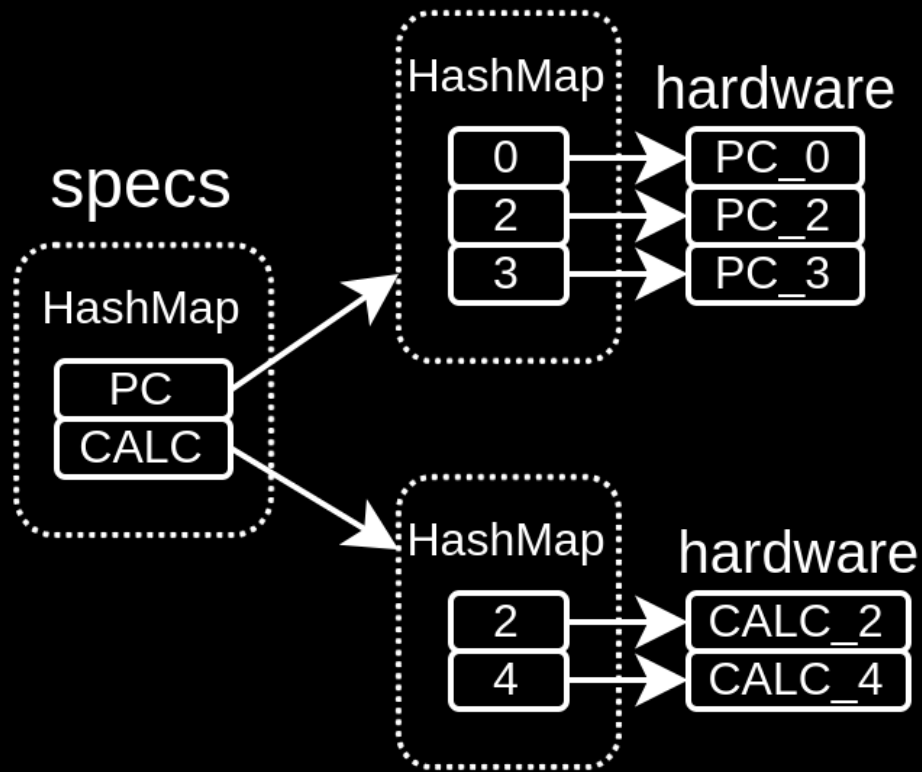 specs
HashMap
PC
CALC
HashMap
0
2
3
hardware
PC_0
PC_2
PC_3
HashMap
2
4
hardware
CALC_2
CALC_4